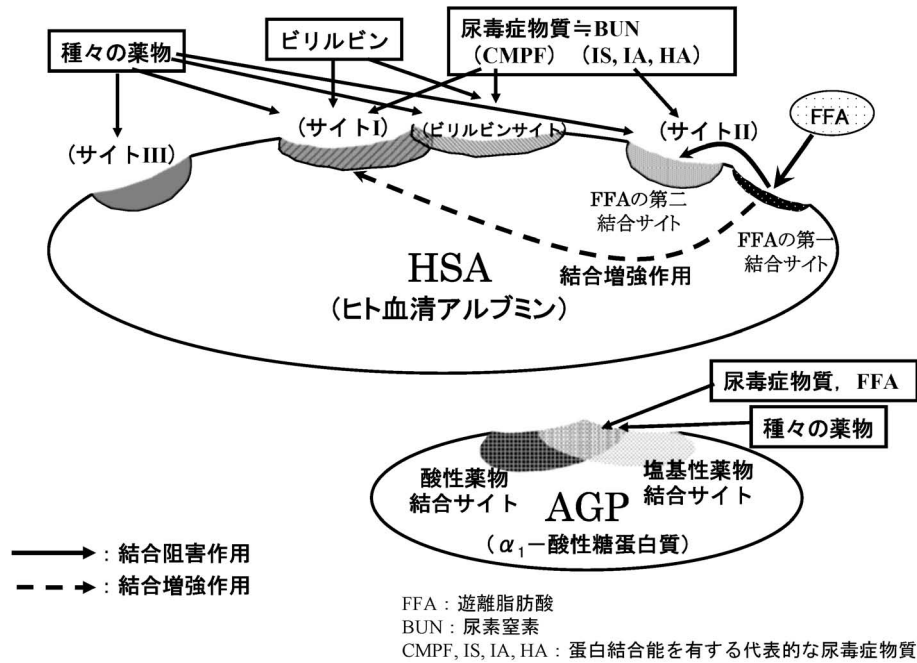 種々の薬物
ビリルビン
尿毒症物質≒BUN
（CMPF）（IS, IA, HA）
FFA
（サイトI）
（ビリルビンサイト）
（サイトII）
（サイトIII）
FFAの第二
結合サイト
FFAの第一
結合サイト
結合増強作用
HSA
（ヒト血清アルブミン）
尿毒症物質，FFA
種々の薬物
酸性薬物
結合サイト
塩基性薬物
結合サイト
AGP
（α₁－酸性糖蛋白質）
：結合阻害作用
：結合増強作用
FFA：遊離脂肪酸
BUN：尿素窒素
CMPF, IS, IA, HA：蛋白結合能を有する代表的な尿毒症物質